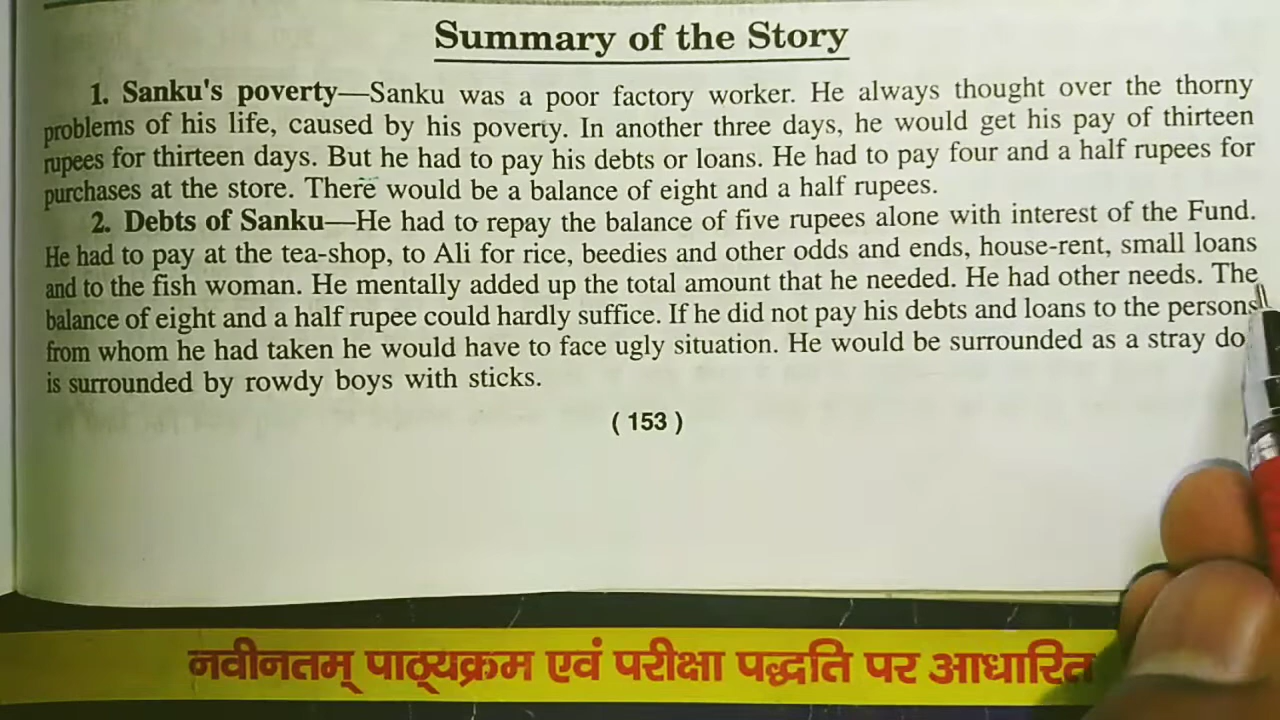 Summary of the Story
1. Sanku's poverty—Sanku was a poor factory worker. He always thought over the thorny
problems of his life, caused by his poverty. In another three days, he would get his pay of thirteen
rupees for thirteen days. But he had to pay his debts or loans. He had to pay four and a half rupees for
purchases at the store. There would be a balance of eight and a half rupees.
2. Debts of Sanku—He had to repay the balance of five rupees alone with interest of the Fund.
He had to pay at the tea-shop, to Ali for rice, beedies and other odds and ends, house-rent, small loans
and to the fish woman. He mentally added up the total amount that he needed. He had other needs. The
balance of eight and a half rupee could hardly suffice. If he did not pay his debts and loans to the persons
from whom he had taken he would have to face ugly situation. He would be surrounded as a stray
is surrounded by rowdy boys with sticks.
( 153 )
नवीनतम् पाठ्यक्रम एवं परीक्षा पद्धति पर आधारित